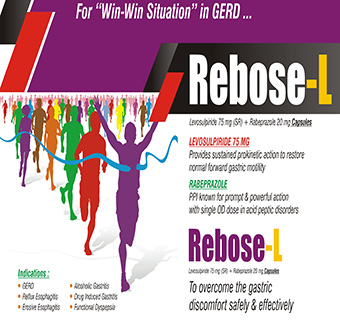 For “Win-Win Situation” in GERD ...
Rebose-L
Levosulpiride 75 mg (SR) + Rabeprazole 20 mg Capsules
LEVOSULPIRIDE 75 MG
Provides sustained prokinetic action to restore
normal forward gastric motility
RABEPRAZOLE
PPI known for prompt & powerful action
with single OD dose in acid peptic disorders
Rebose-L
Levosulpiride 75 mg (SR) + Rabeprazole 20 mg Capsules
To overcome the gastric
discomfort safely & effectively
Indications :
• GERD
• Reflux Esophagitis
• Erosive Esophagitis
• Alcoholic Gastritis
• Drug Induced Gastritis
• Functional Dyspepsia